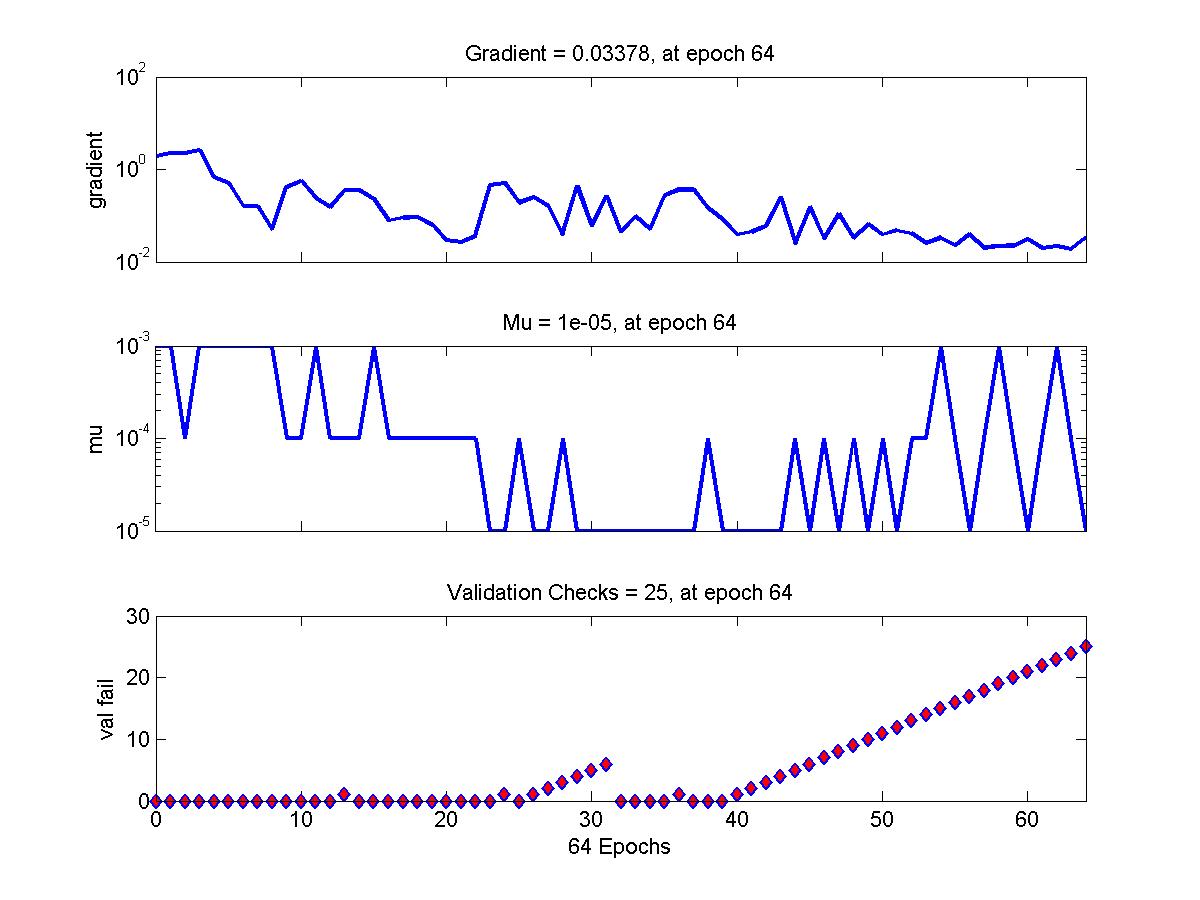 Gradient = 0.03378, at epoch 64
10^2
10^0
10^-2
gradient
Mu = 1e-05, at epoch 64
10^-3
10^-4
10^-5
mu
Validation Checks = 25, at epoch 64
30
20
10
0
val fail
0 10 20 30 40 50 60
64 Epochs